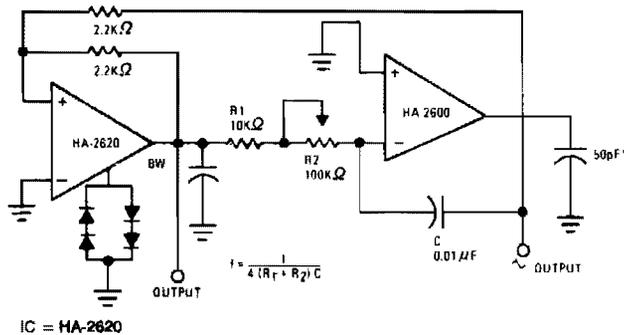 2.2KΩ
2.2KΩ
+
HA-2620
−
BW
R1
10KΩ
R2
100KΩ
+
HA 2600
−
50pF*
C
0.01μF
OUTPUT
~ OUTPUT
f = 1 / 4 (R1 + R2) C
IC = HA-2620